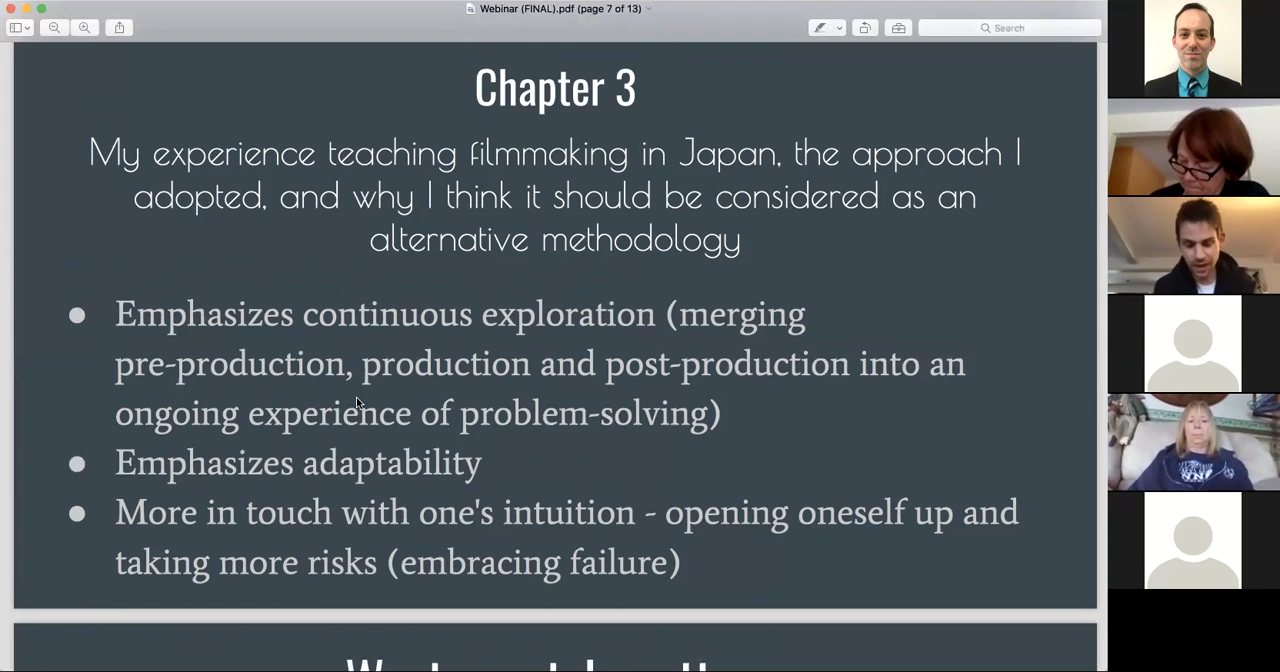 Webinar (FINAL).pdf (page 7 of 13)
Search
Chapter 3
My experience teaching filmmaking in Japan, the approach I
adopted, and why I think it should be considered as an
alternative methodology
● Emphasizes continuous exploration (merging
pre-production, production and post-production into an
ongoing experience of problem-solving)
● Emphasizes adaptability
● More in touch with one's intuition - opening oneself up and
taking more risks (embracing failure)